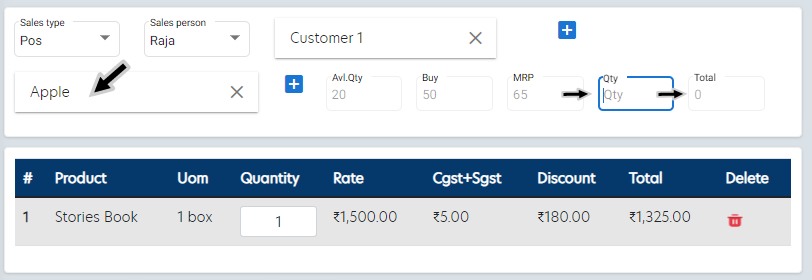 Sales type
Pos
Sales person
Raja
Customer 1
Apple
Avl.Qty
20
Buy
50
MRP
65
Qty
Qty
Total
0
# Product Uom Quantity Rate Cgst+Sgst Discount Total Delete
1 Stories Book 1 box 1 ₹1,500.00 ₹5.00 ₹180.00 ₹1,325.00